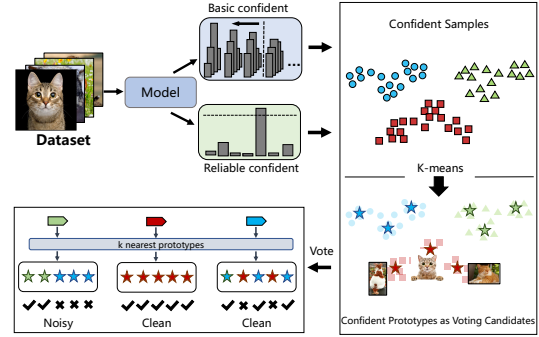 Basic confident
Confident Samples
Model
Dataset
Reliable confident
K-means
k nearest prototypes
Vote
Noisy
Clean
Clean
Confident Prototypes as Voting Candidates